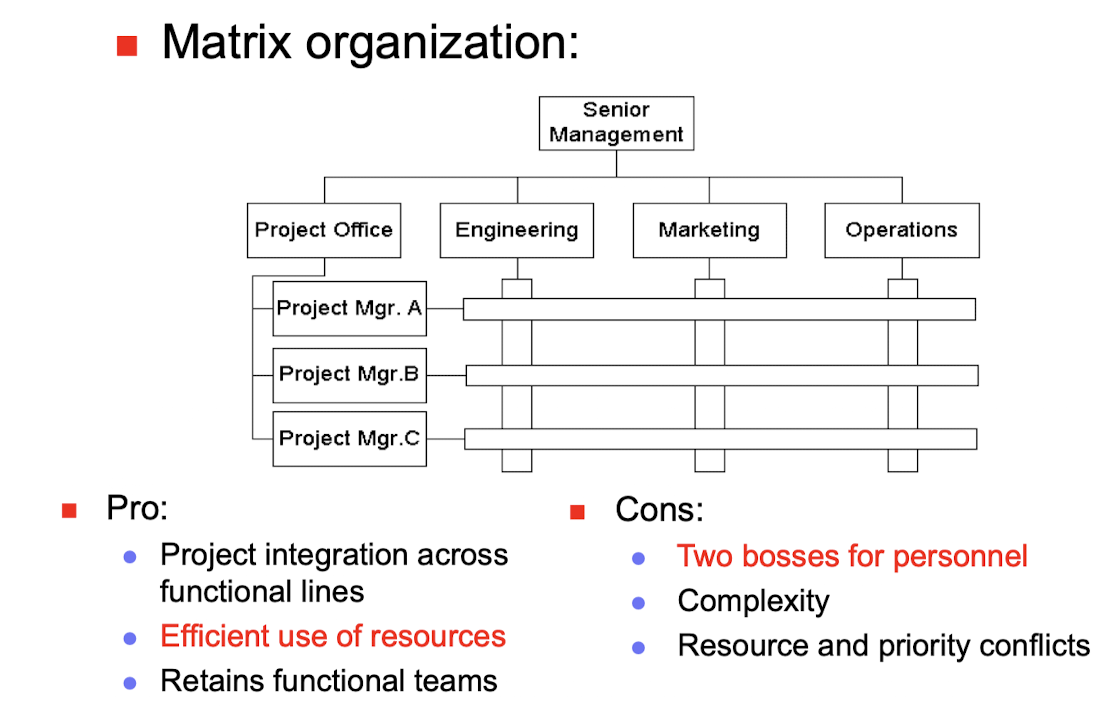 Matrix organization:
Senior
Management
Project Office
Engineering
Marketing
Operations
Project Mgr. A
Project Mgr.B
Project Mgr.C
Pro:
Project integration across
functional lines
Efficient use of resources
Retains functional teams
Cons:
Two bosses for personnel
Complexity
Resource and priority conflicts